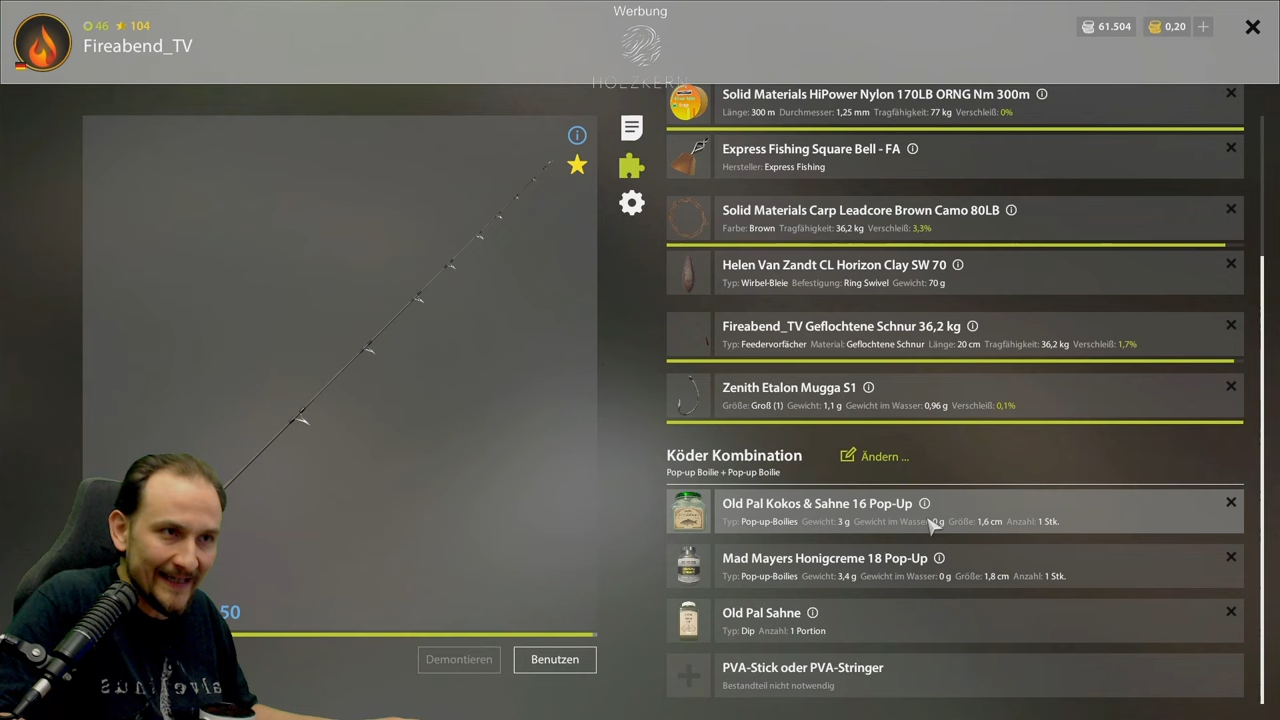 46 104
Fireabend_TV
Werbung
HOLZKERN
61.504
0,20
Solid Materials HiPower Nylon 170LB ORNG Nm 300m
Länge: 300 m Durchmesser: 1,25 mm Tragfähigkeit: 77 kg Verschleiß: 0%
Express Fishing Square Bell - FA
Hersteller: Express Fishing
Solid Materials Carp Leadcore Brown Camo 80LB
Farbe: Brown Tragfähigkeit: 36,2 kg Verschleiß: 3,3%
Helen Van Zandt CL Horizon Clay SW 70
Typ: Wirbel-Bleie Befestigung: Ring Swivel Gewicht: 70 g
Fireabend_TV Geflochtene Schnur 36,2 kg
Typ: Feedervorfächer Material: Geflochtene Schnur Länge: 20 cm Tragfähigkeit: 36,2 kg Verschleiß: 1,7%
Zenith Etalon Mugga S1
Größe: Groß (1) Gewicht: 1,1 g Gewicht im Wasser: 0,96 g Verschleiß: 0,1%
Köder Kombination
Ändern ...
Pop-up Boilie + Pop-up Boilie
Old Pal Kokos & Sahne 16 Pop-Up
Typ: Pop-up-Boilies Gewicht: 3 g Gewicht im Wasser: 0 g Größe: 1,6 cm Anzahl: 1 Stk.
Mad Mayers Honigcreme 18 Pop-Up
Typ: Pop-up-Boilies Gewicht: 3,4 g Gewicht im Wasser: 0 g Größe: 1,8 cm Anzahl: 1 Stk.
Old Pal Sahne
Typ: Dip Anzahl: 1 Portion
PVA-Stick oder PVA-Stringer
Bestandteil nicht notwendig
50
Demontieren
Benutzen